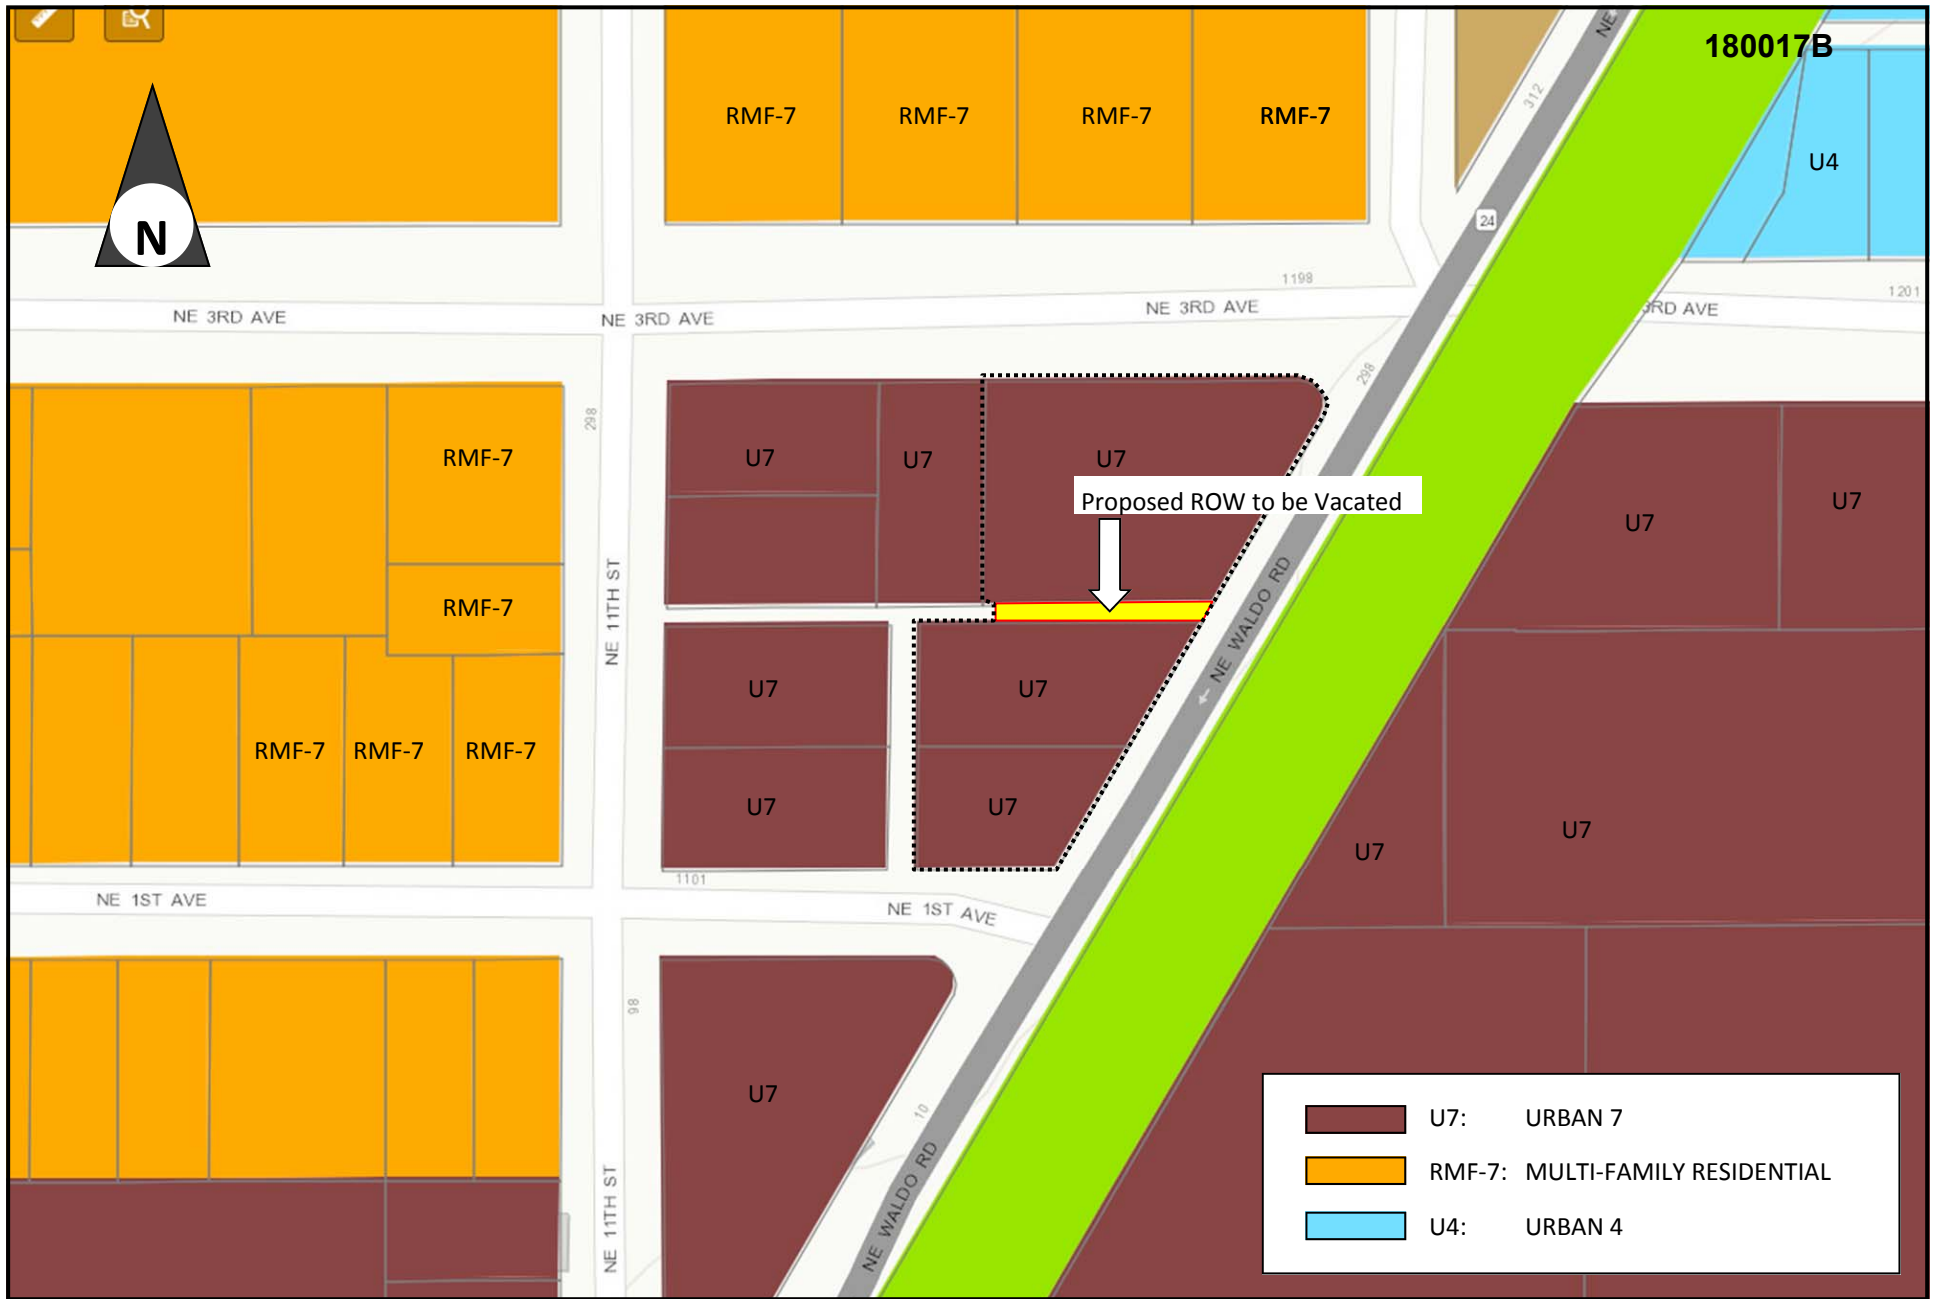 NE
180017B
312
RMF-7 RMF-7 RMF-7 RMF-7
U4
N
24
1198
1201
NE 3RD AVE NE 3RD AVE NE 3RD AVE 3RD AVE
298
298
RMF-7 U7 U7 U7
Proposed ROW to be Vacated
U7 U7
NE 11TH ST
NE WALDO RD
RMF-7
U7 U7
RMF-7 RMF-7 RMF-7
U7 U7
U7 U7
1101
NE 1ST AVE NE 1ST AVE
98
U7
10
NE WALDO RD
NE 11TH ST
U7: URBAN 7
RMF-7: MULTI-FAMILY RESIDENTIAL
U4: URBAN 4